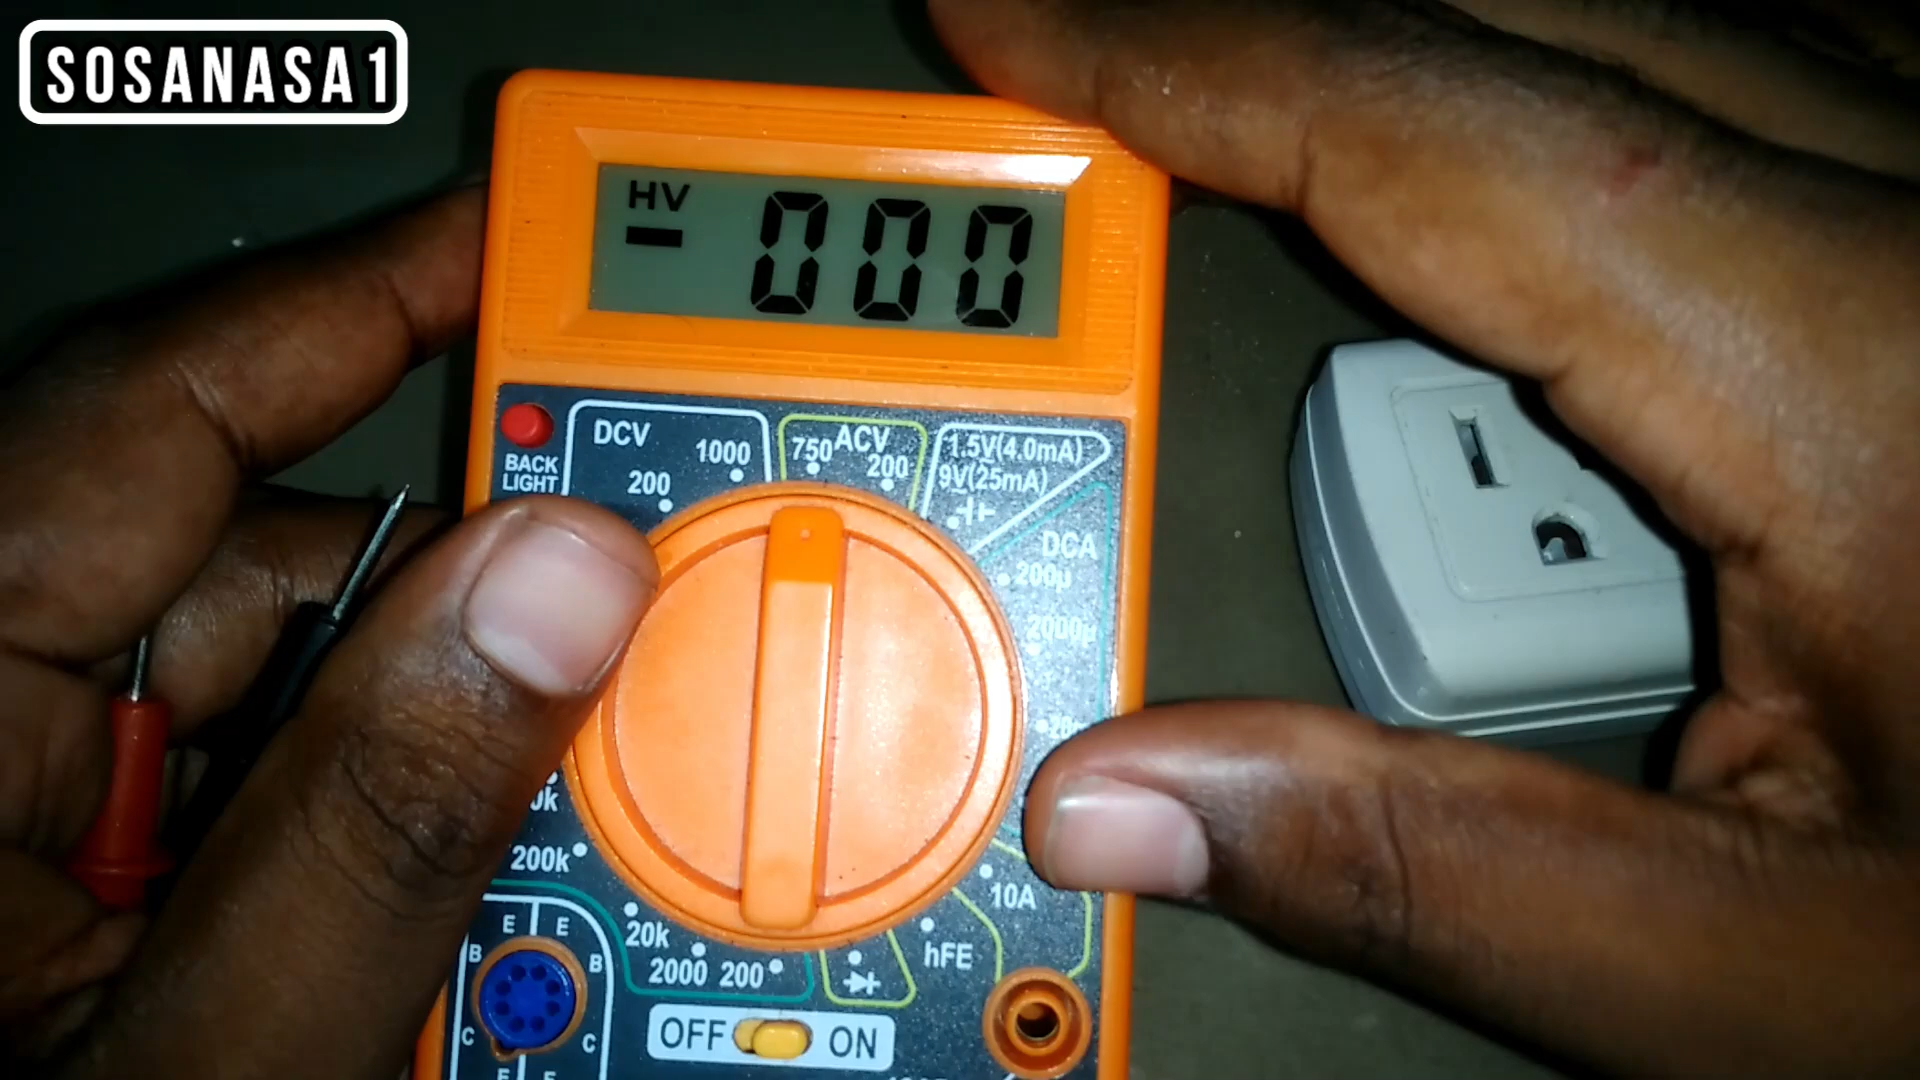 SOSANASA1
HV
-000
DCV
1000
200
750
ACV
200
1.5V(4.0mA)
9V(25mA)
BACK
LIGHT
DCA
200µ
2000µ
200k
20k
2000
200
10A
hFE
E
E
B
B
C
C
E
E
OFF
ON